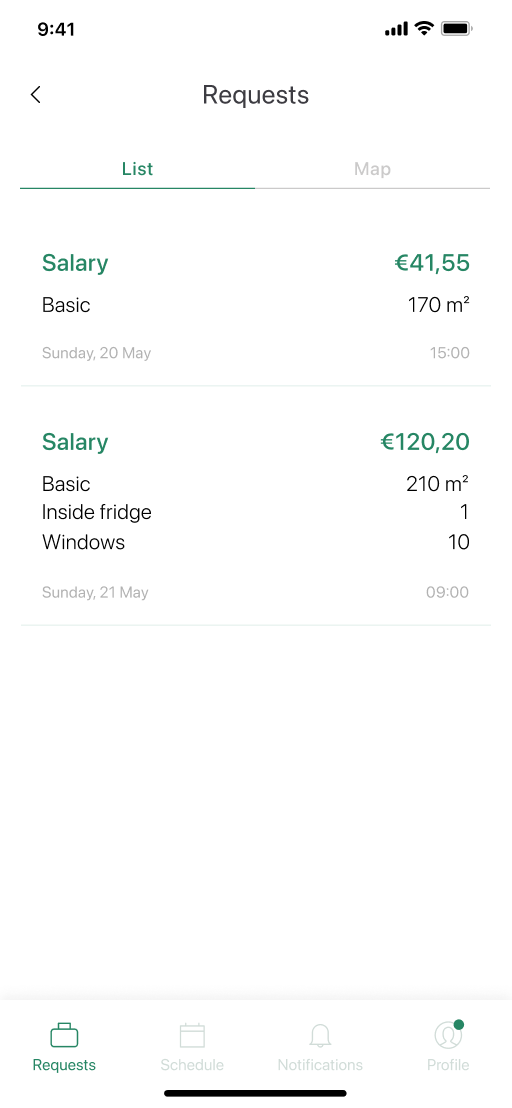 9:41
Requests
List Map
Salary €41,55
Basic 170 m²
Sunday, 20 May 15:00
Salary €120,20
Basic 210 m²
Inside fridge 1
Windows 10
Sunday, 21 May 09:00
Requests Schedule Notifications Profile